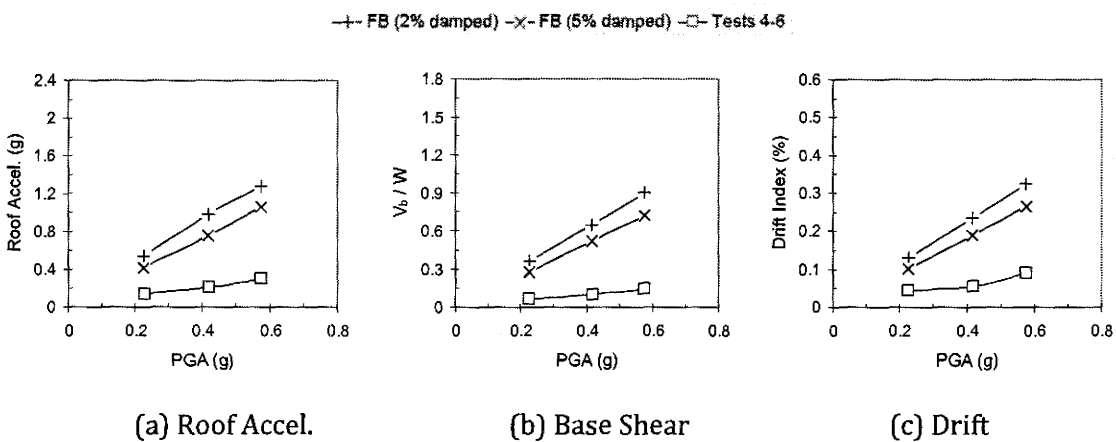 FB (2% damped) FB (5% damped) Tests 4-6
2.4
2
1.6
1.2
0.8
0.4
0
Roof Accel. (g)
0 0.2 0.4 0.6 0.8
PGA (g)
(a) Roof Accel.
1.8
1.5
1.2
0.9
0.6
0.3
0
Vb / W
0 0.2 0.4 0.6 0.8
PGA (g)
(b) Base Shear
0.6
0.5
0.4
0.3
0.2
0.1
0
Drift Index (%)
0 0.2 0.4 0.6 0.8
PGA (g)
(c) Drift